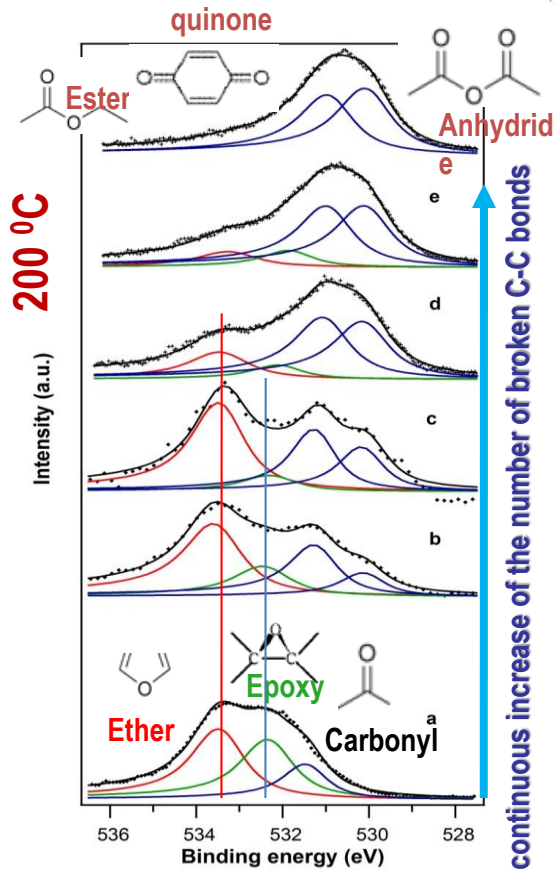 quinone
O
O
O
Ester
O
O
O
O
O
Anhydrid
e
200 ⁰C
e
d
c
b
a
Intensity (a.u.)
O
Ether
O
C
C
Epoxy
O
Carbonyl
536
534
532
530
528
Binding energy (eV)
continuous increase of the number of broken C-C bonds